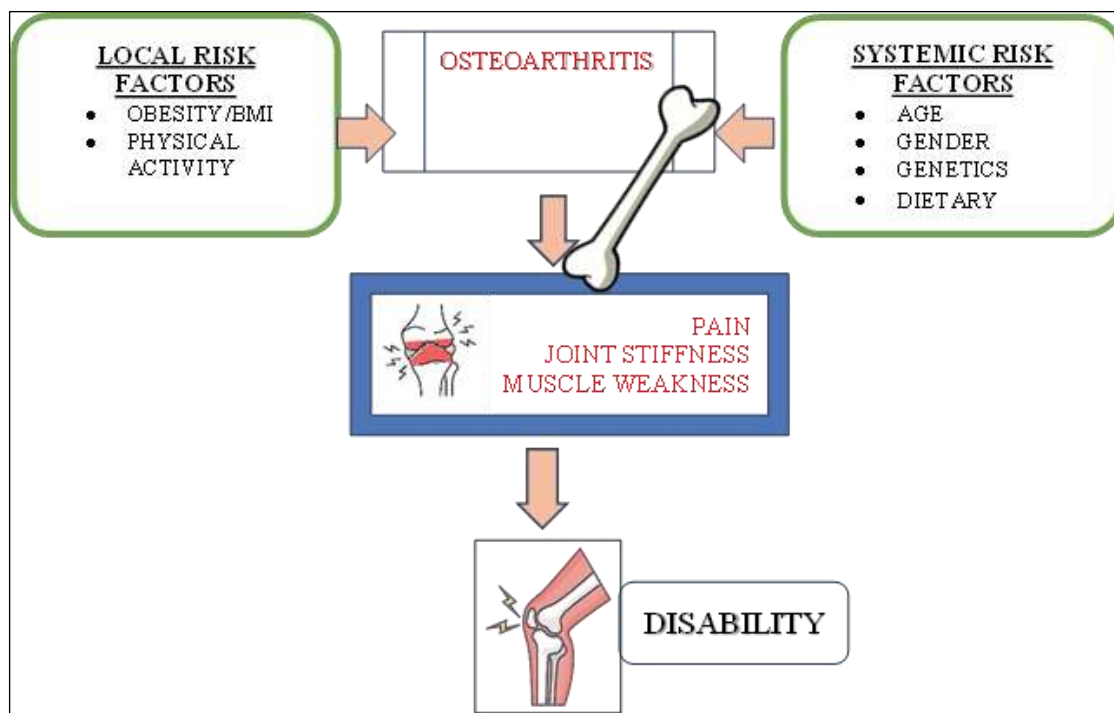 LOCAL RISK
FACTORS
• OBESITY/BMI
• PHYSICAL
ACTIVITY
OSTEOARTHRITIS
SYSTEMIC RISK
FACTORS
• AGE
• GENDER
• GENETICS
• DIETARY
PAIN
JOINT STIFFNESS
MUSCLE WEAKNESS
DISABILITY